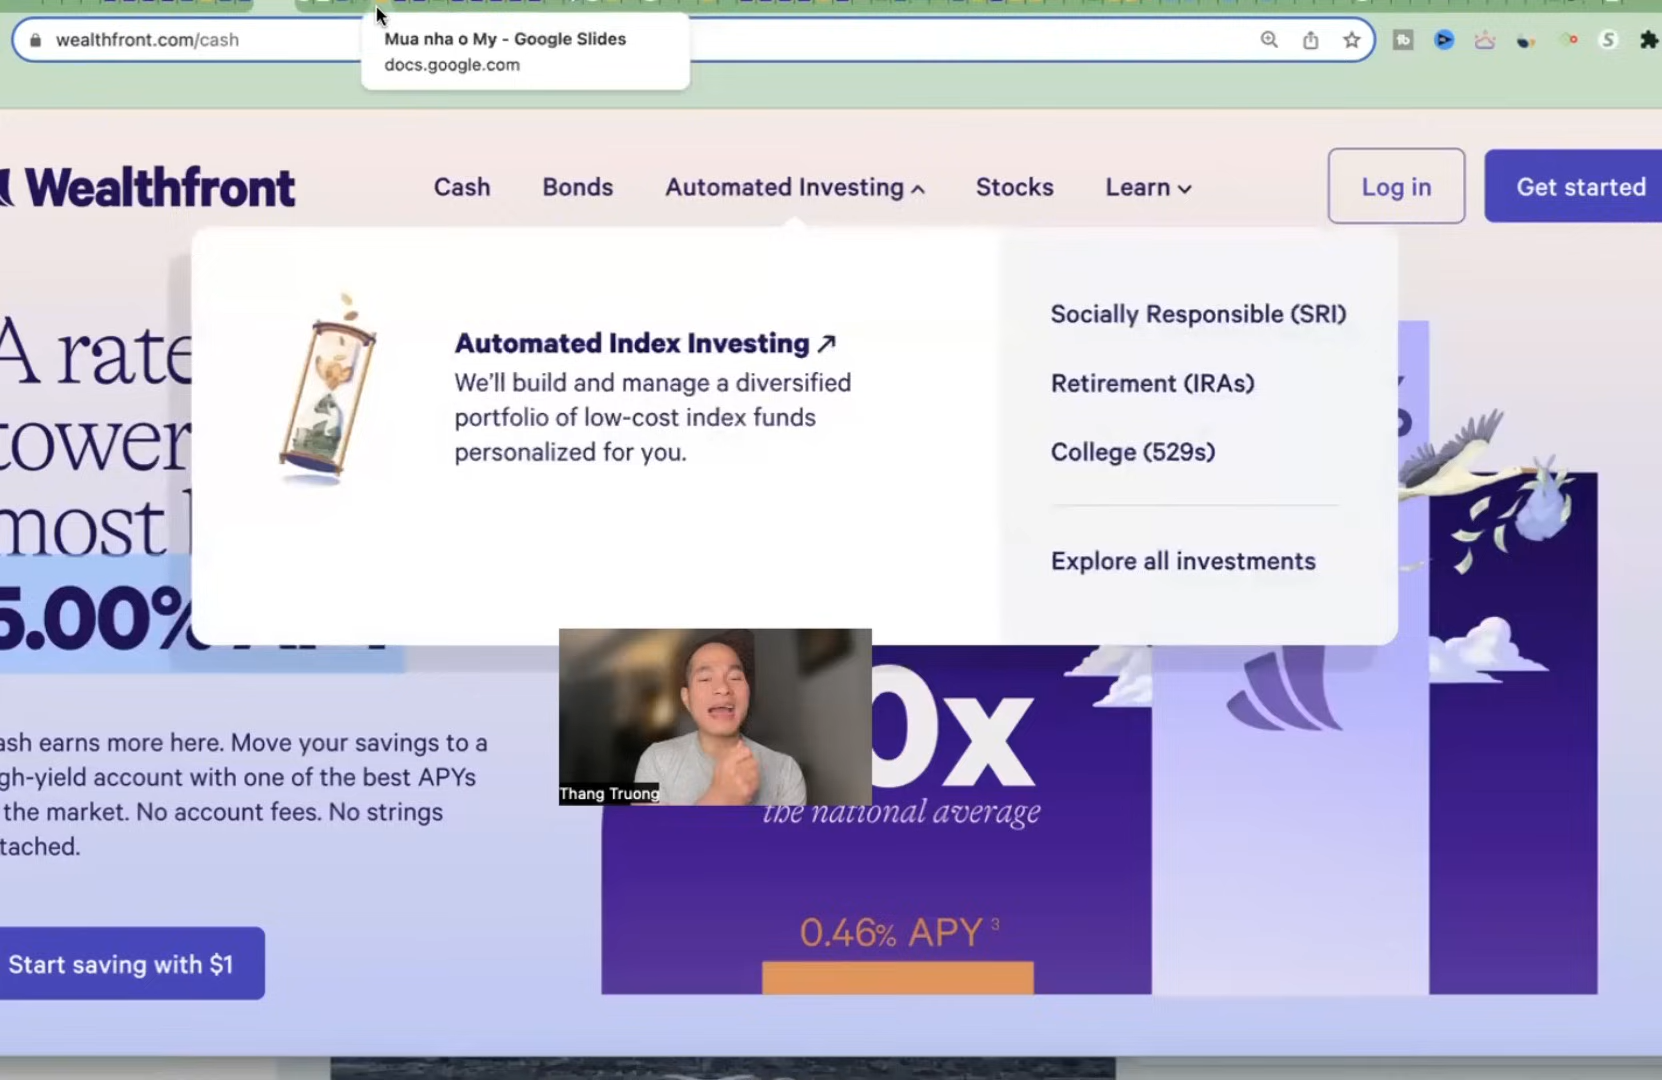 wealthfront.com/cash
Mua nha o My - Google Slides
docs.google.com
Wealthfront
Cash
Bonds
Automated Investing
Stocks
Learn
Log in
Get started
A rate
tower
most
5.00% APY
Automated Index Investing ↗
We'll build and manage a diversified
portfolio of low-cost index funds
personalized for you.
Socially Responsible (SRI)
Retirement (IRAs)
College (529s)
Explore all investments
ash earns more here. Move your savings to a
gh-yield account with one of the best APYs
the market. No account fees. No strings
tached.
Start saving with $1
Thang Truong
0x
the national average
0.46% APY 3